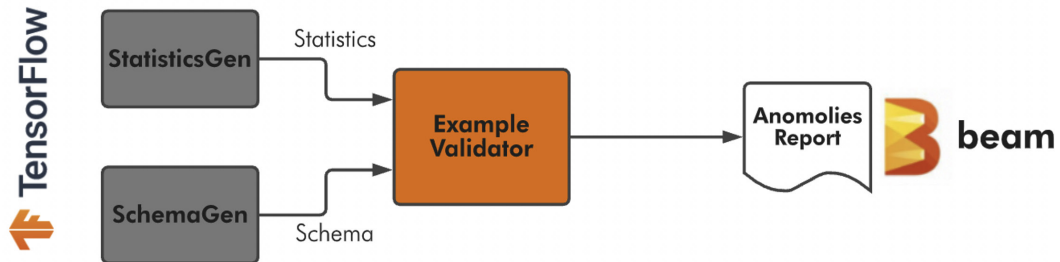 TensorFlow
StatisticsGen
Statistics
Example
Validator
Anomolies
Report
beam
SchemaGen
Schema